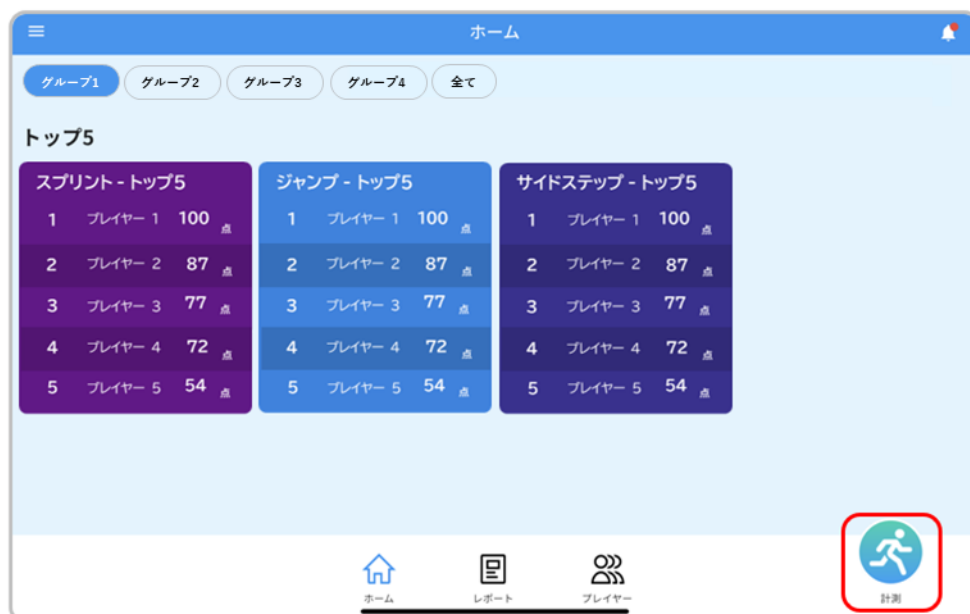 ホーム
グループ1 グループ2 グループ3 グループ4 全て
トップ5
スプリント - トップ5
1 プレイヤー 1 100 点
2 プレイヤー 2 87 点
3 プレイヤー 3 77 点
4 プレイヤー 4 72 点
5 プレイヤー 5 54 点
ジャンプ - トップ5
1 プレイヤー 1 100 点
2 プレイヤー 2 87 点
3 プレイヤー 3 77 点
4 プレイヤー 4 72 点
5 プレイヤー 5 54 点
サイドステップ - トップ5
1 プレイヤー 1 100 点
2 プレイヤー 2 87 点
3 プレイヤー 3 77 点
4 プレイヤー 4 72 点
5 プレイヤー 5 54 点
ホーム レポート プレイヤー 計測